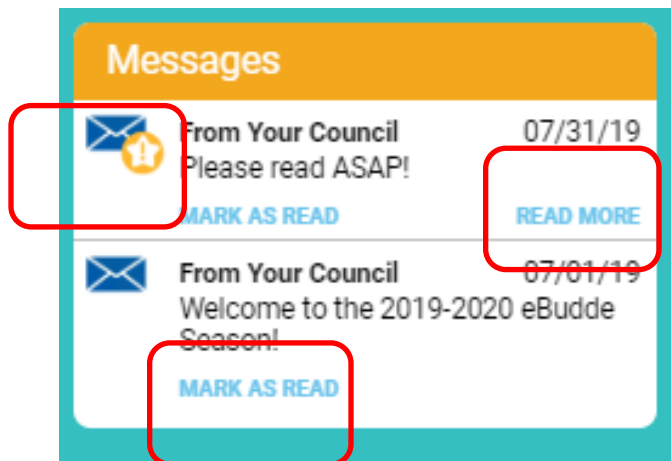 Messages
From Your Council 07/31/19
Please read ASAP!
MARK AS READ READ MORE
From Your Council 07/01/19
Welcome to the 2019-2020 eBudde
Season!
MARK AS READ